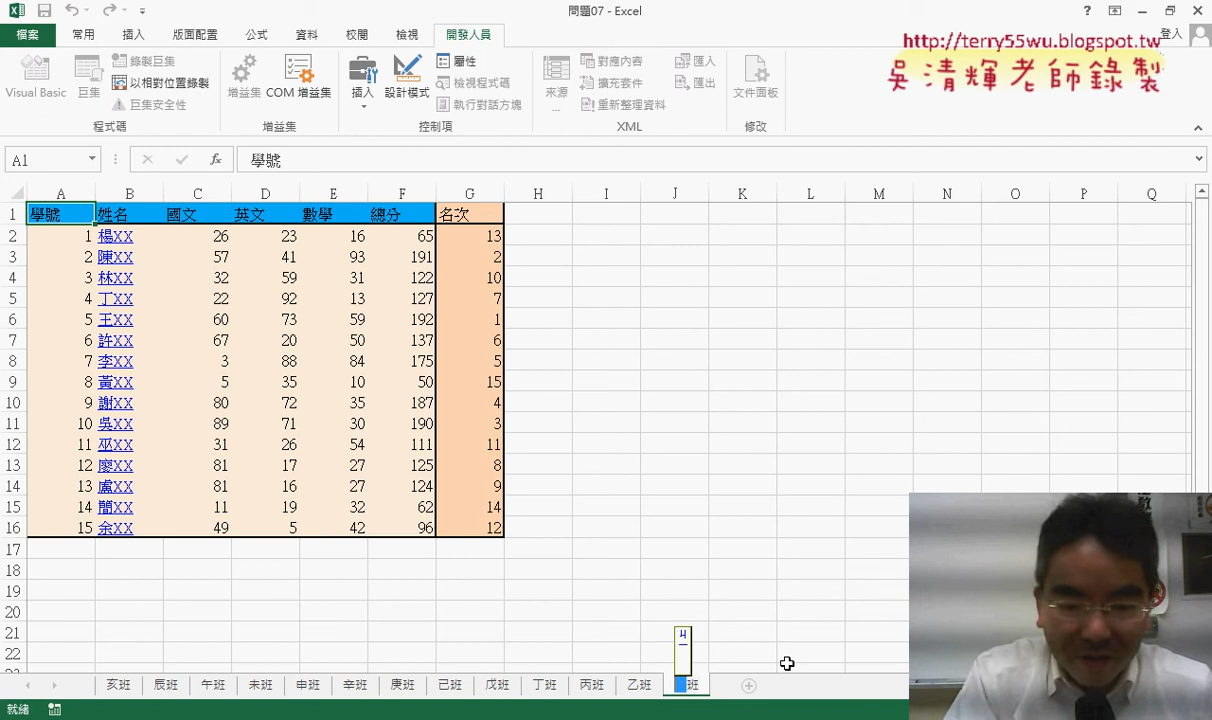 問題07 - Excel
檔案 常用 插入 版面配置 公式 資料 校閱 檢視 開發人員 登入
http://terry55wu.blogspot.tw
吳清輝老師錄製
Visual Basic 巨集 錄製巨集 以相對位置錄製 巨集安全性 程式碼
增益集 COM 增益集 增益集
插入 設計模式 屬性 檢視程式碼 執行對話方塊 控制項
來源... 對應內容 擴充套件 重新整理資料 匯入 匯出 XML
文件面板 修改
A1 fx 學號
A B C D E F G H I J K L M N O P Q
1 學號 姓名 國文 英文 數學 總分 名次
2 1 楊XX 26 23 16 65 13
3 2 陳XX 57 41 93 191 2
4 3 林XX 32 59 31 122 10
5 4 丁XX 22 92 13 127 7
6 5 王XX 60 73 59 192 1
7 6 許XX 67 20 50 137 6
8 7 李XX 3 88 84 175 5
9 8 黃XX 5 35 10 50 15
10 9 謝XX 80 72 35 187 4
11 10 吳XX 89 71 30 190 3
12 11 巫XX 31 26 54 111 11
13 12 廖XX 81 17 27 125 8
14 13 盧XX 81 16 27 124 9
15 14 簡XX 11 19 32 62 14
16 15 余XX 49 5 42 96 12
17
18
19
20
21
22
亥班 辰班 午班 未班 申班 辛班 庚班 己班 戊班 丁班 丙班 乙班 班
就緒